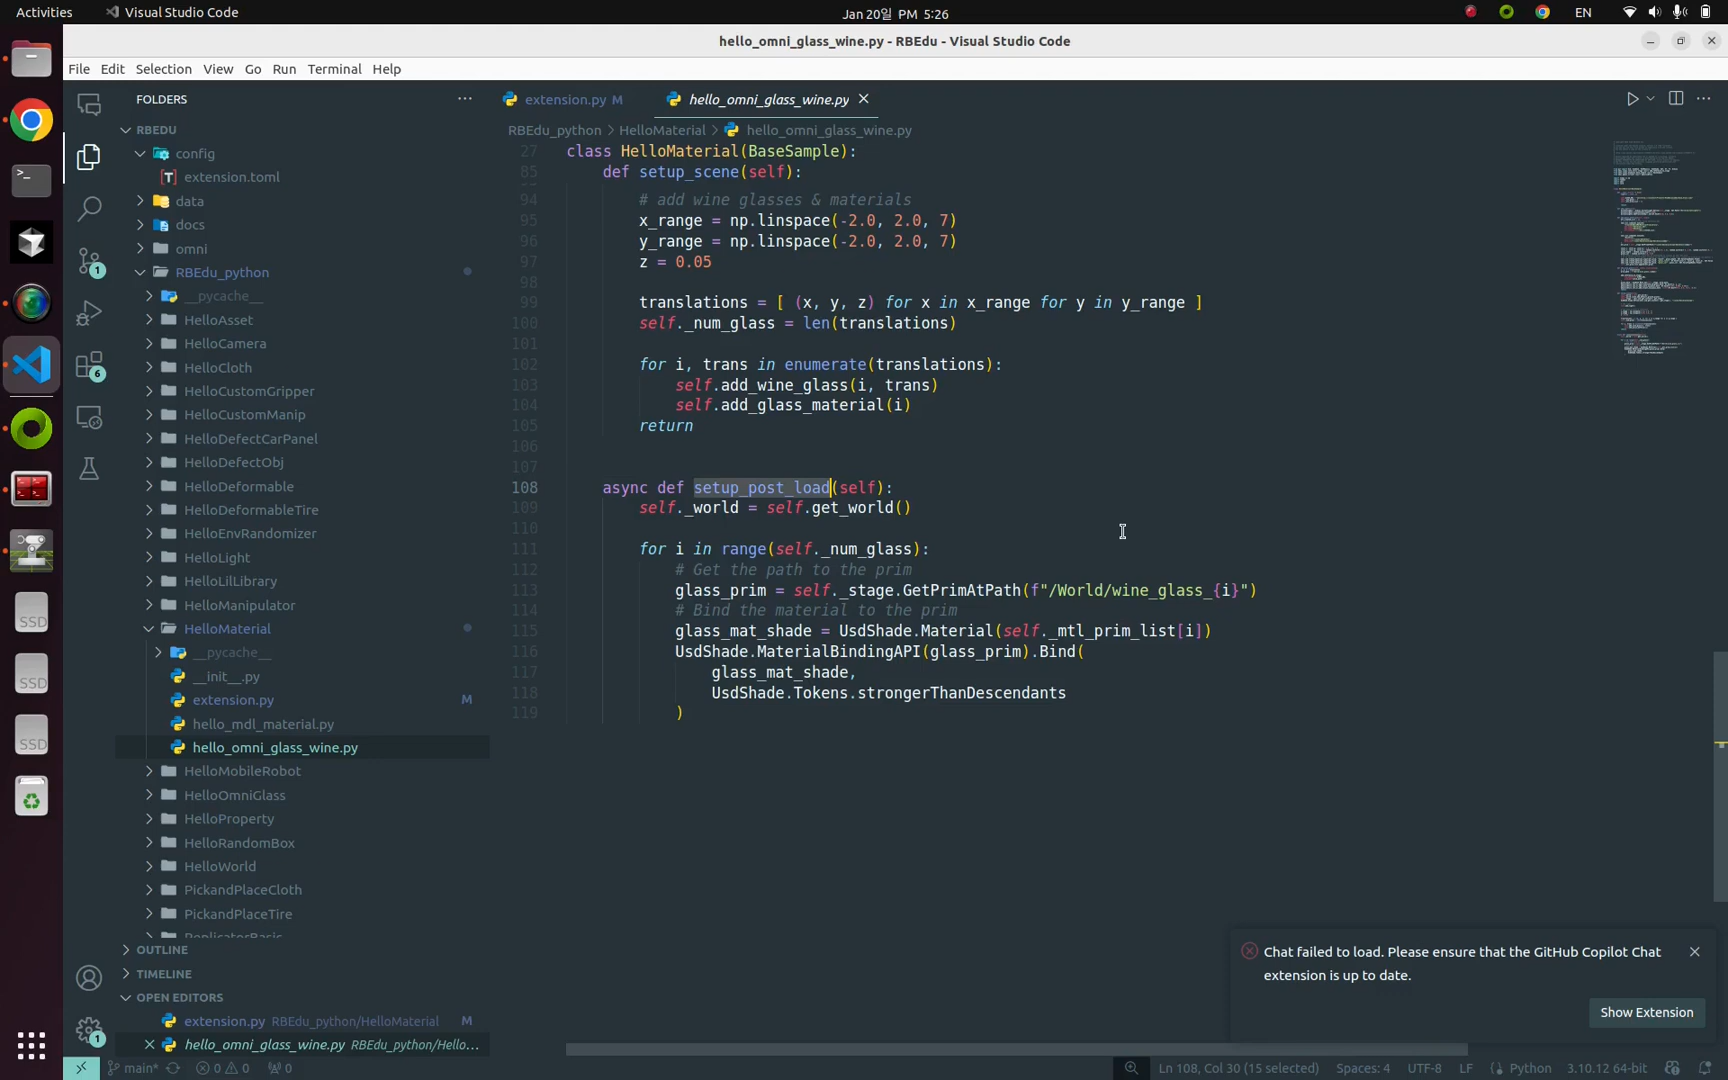 Activities
Visual Studio Code
Jan 20일 PM 5:26
EN
hello_omni_glass_wine.py - RBEdu - Visual Studio Code
File Edit Selection View Go Run Terminal Help
FOLDERS
RBEDU
config
extension.toml
data
docs
omni
RBEdu_python
__pycache__
HelloAsset
HelloCamera
HelloCloth
HelloCustomGripper
HelloCustomManip
HelloDefectCarPanel
HelloDefectObj
HelloDeformable
HelloDeformableTire
HelloEnvRandomizer
HelloLight
HelloLilLibrary
HelloManipulator
HelloMaterial
__pycache__
__init__.py
extension.py M
hello_mdl_material.py
hello_omni_glass_wine.py
HelloMobileRobot
HelloOmniGlass
HelloProperty
HelloRandomBox
HelloWorld
PickandPlaceCloth
PickandPlaceTire
ReplicatorBasic
OUTLINE
TIMELINE
OPEN EDITORS
extension.py RBEdu_python/HelloMaterial M
hello_omni_glass_wine.py RBEdu_python/Hello...
1
6
1
SSD
SSD
SSD
extension.py M
hello_omni_glass_wine.py
RBEdu_python > HelloMaterial > hello_omni_glass_wine.py
27 class HelloMaterial(BaseSample):
85 def setup_scene(self):
94 # add wine glasses & materials
95 x_range = np.linspace(-2.0, 2.0, 7)
96 y_range = np.linspace(-2.0, 2.0, 7)
97 z = 0.05
98
99 translations = [ (x, y, z) for x in x_range for y in y_range ]
100 self._num_glass = len(translations)
101
102 for i, trans in enumerate(translations):
103 self.add_wine_glass(i, trans)
104 self.add_glass_material(i)
105 return
106
107
108 async def setup_post_load(self):
109 self._world = self.get_world()
110
111 for i in range(self._num_glass):
112 # Get the path to the prim
113 glass_prim = self._stage.GetPrimAtPath(f"/World/wine_glass_{i}")
114 # Bind the material to the prim
115 glass_mat_shade = UsdShade.Material(self._mtl_prim_list[i])
116 UsdShade.MaterialBindingAPI(glass_prim).Bind(
117 glass_mat_shade,
118 UsdShade.Tokens.strongerThanDescendants
119 )
Chat failed to load. Please ensure that the GitHub Copilot Chat
extension is up to date.
Show Extension
main* 0 0 0
Ln 108, Col 30 (15 selected) Spaces: 4 UTF-8 LF Python 3.10.12 64-bit